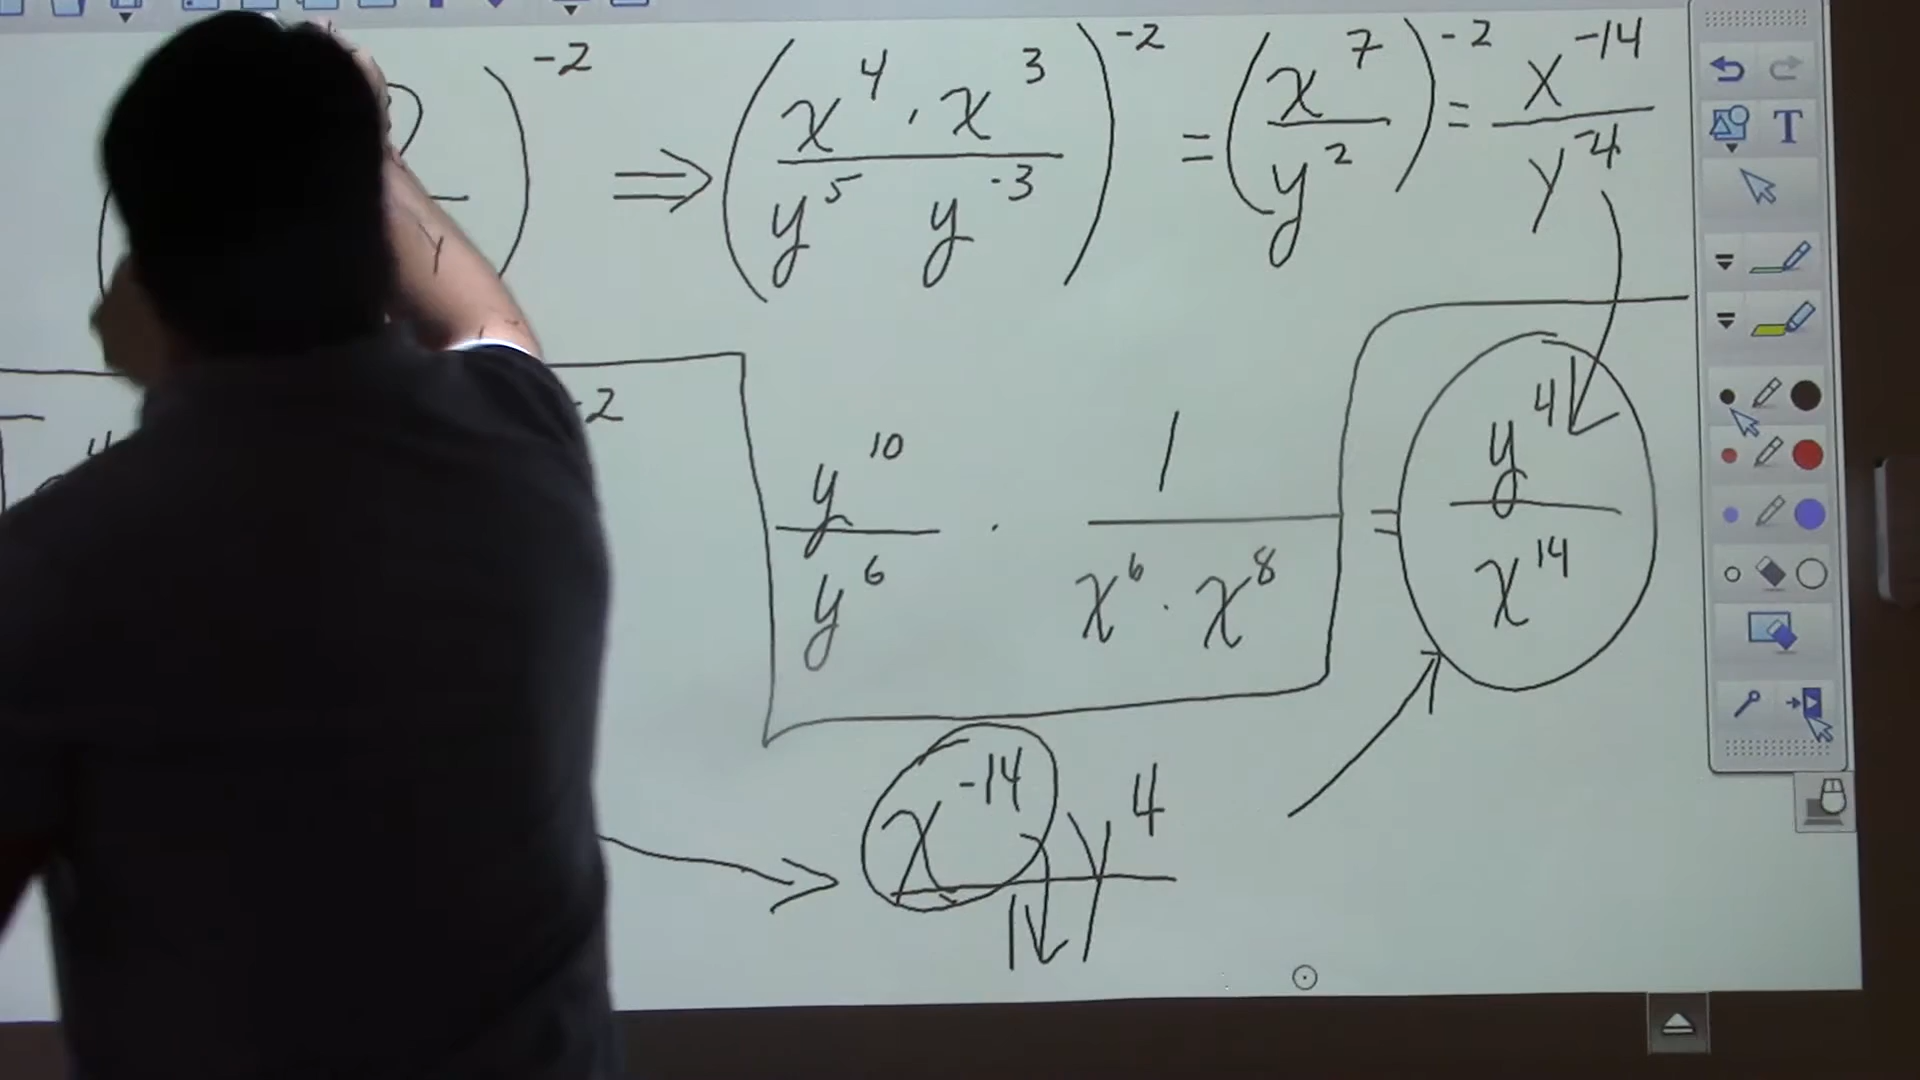 )^-2 ⇒ (x^4 · x^3 / y^5 y^-3)^-2 = (x^7 / y^2)^-2 = x^-14 / y^-4
-2
y^10 / y^6 · 1 / x^6 · x^8 = y^4 / x^14
x^-14 y^4 / 1
T